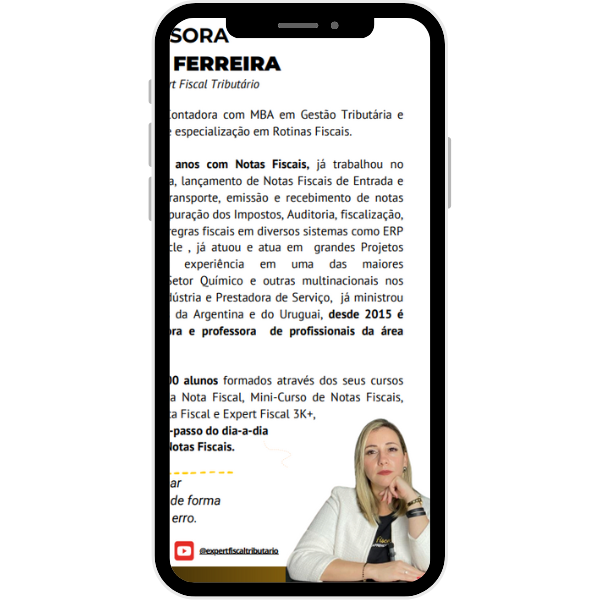 SORA
FERREIRA
rt Fiscal Tributário
Contadora com MBA em Gestão Tributária e
e especialização em Rotinas Fiscais.
anos com Notas Fiscais, já trabalhou no
a, lançamento de Notas Fiscais de Entrada e
ransporte, emissão e recebimento de notas
puração dos Impostos, Auditoria, fiscalização,
regras fiscais em diversos sistemas como ERP
cle , já atuou e atua em grandes Projetos
experiência em uma das maiores
Setor Químico e outras multinacionais nos
dústria e Prestadora de Serviço, já ministrou
da Argentina e do Uruguai, desde 2015 é
ora e professora de profissionais da área
00 alunos formados através dos seus cursos
a Nota Fiscal, Mini-Curso de Notas Fiscais,
ta Fiscal e Expert Fiscal 3K+,
-passo do dia-a-dia
Notas Fiscais.
ar
de forma
erro.
@expertfiscaltributario